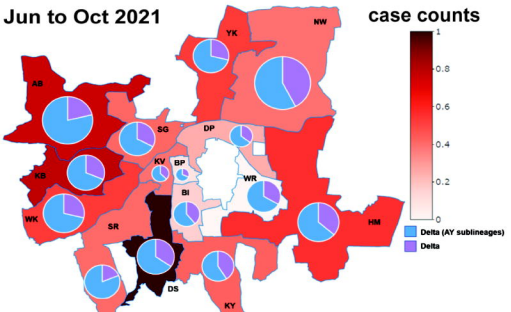 Jun to Oct 2021
case counts
YK
NW
1
AB
0.8
SG
DP
0.6
KV
BP
KB
0.4
WR
BI
0.2
WK
SR
0
HM
Delta (AY sublineages)
Delta
DS
KY